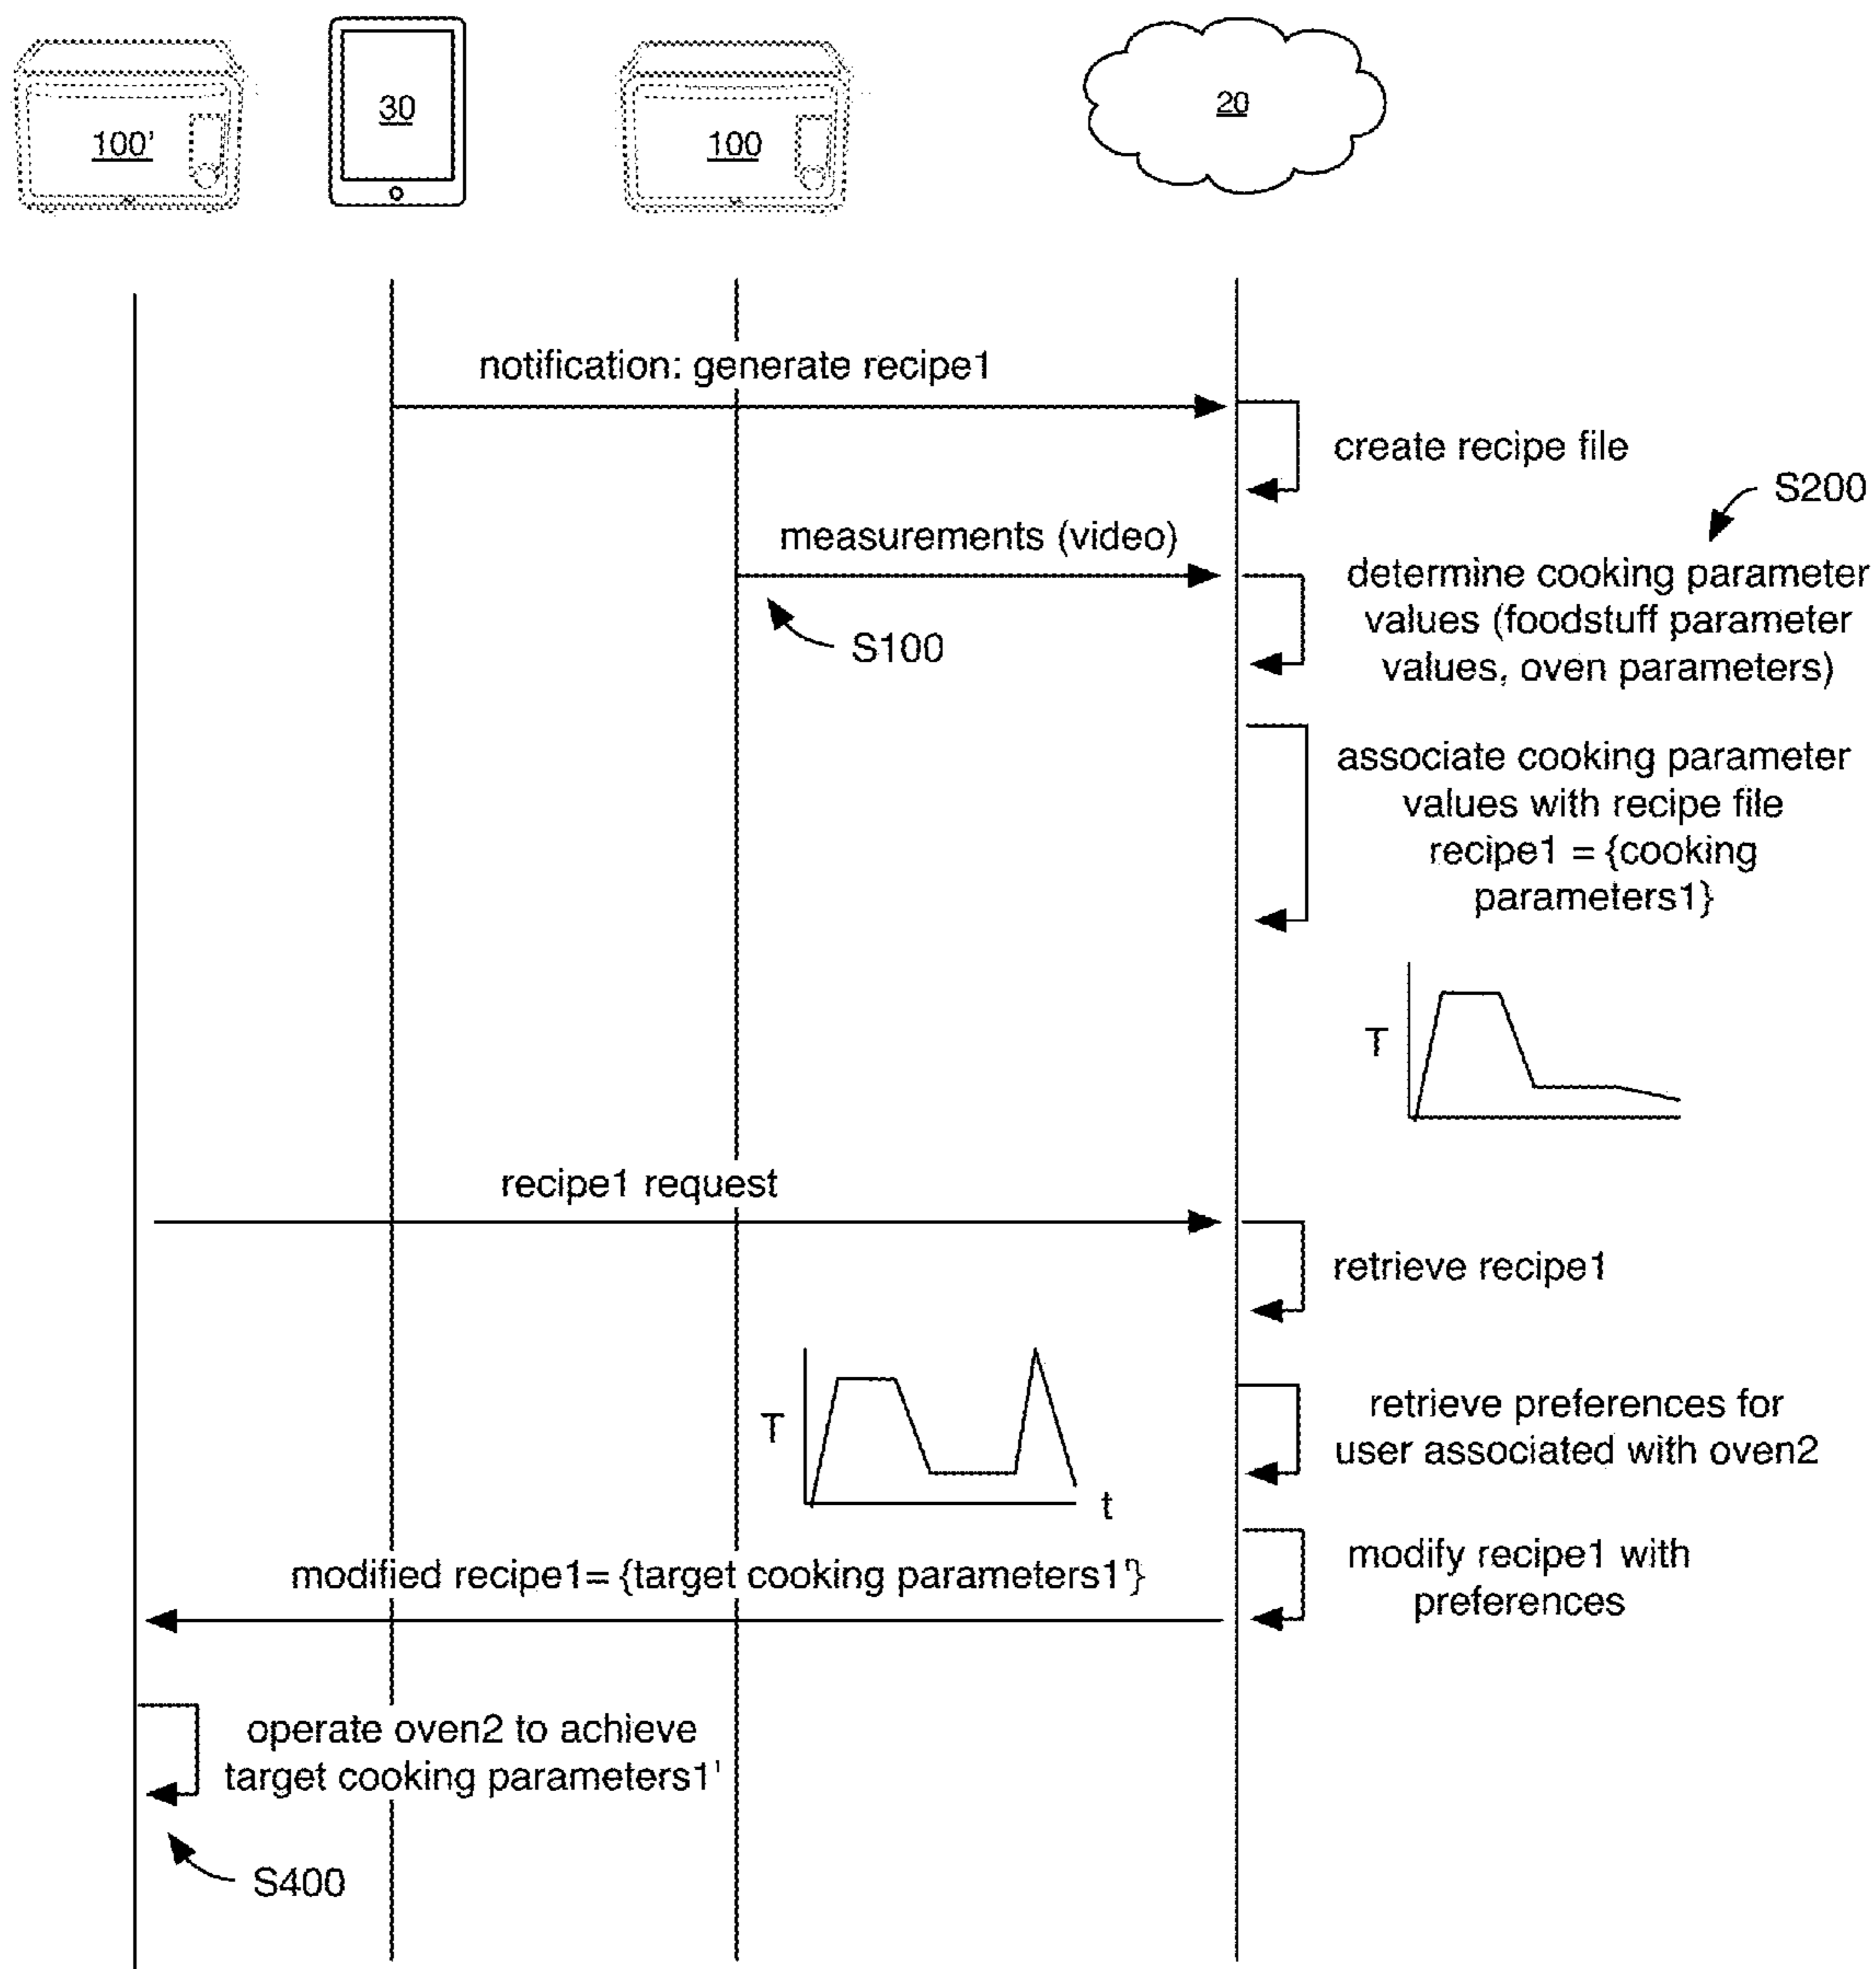 100'
30
100
20
notification: generate recipe1
create recipe file
S200
measurements (video)
determine cooking parameter
values (foodstuff parameter
values, oven parameters)
S100
associate cooking parameter
values with recipe file
recipe1 = {cooking
parameters1}
T
recipe1 request
retrieve recipe1
T
t
retrieve preferences for
user associated with oven2
modify recipe1 with
preferences
modified recipe1= {target cooking parameters1'}
operate oven2 to achieve
target cooking parameters1'
S400